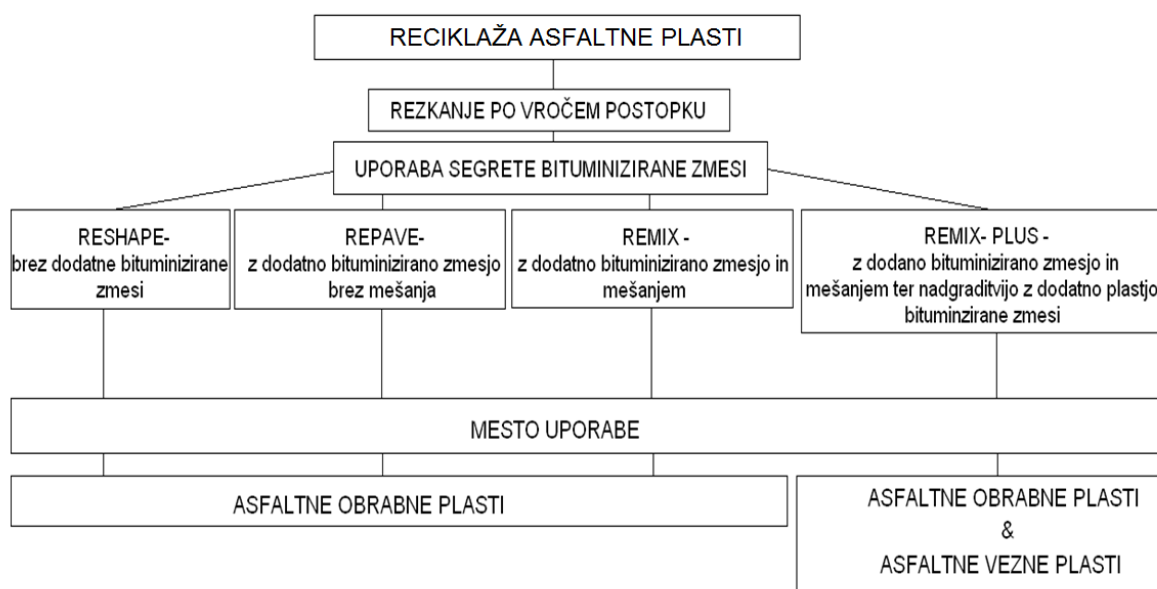 RECIKLAŽA ASFALTNE PLASTI
REZKANJE PO VROČEM POSTOPKU
UPORABA SEGRETE BITUMINIZIRANE ZMESI
RESHAPE-
brez dodatne bituminizirane
zmesi
REPAVE-
z dodatno bituminizirano zmesjo
brez mešanja
REMIX -
z dodatno bituminizirano zmesjo in
mešanjem
REMIX- PLUS -
z dodano bituminizirano zmesjo in
mešanjem ter nadgraditvijo z dodatno plastjo
bituminzirane zmesi
MESTO UPORABE
ASFALTNE OBRABNE PLASTI
ASFALTNE OBRABNE PLASTI
&
ASFALTNE VEZNE PLASTI